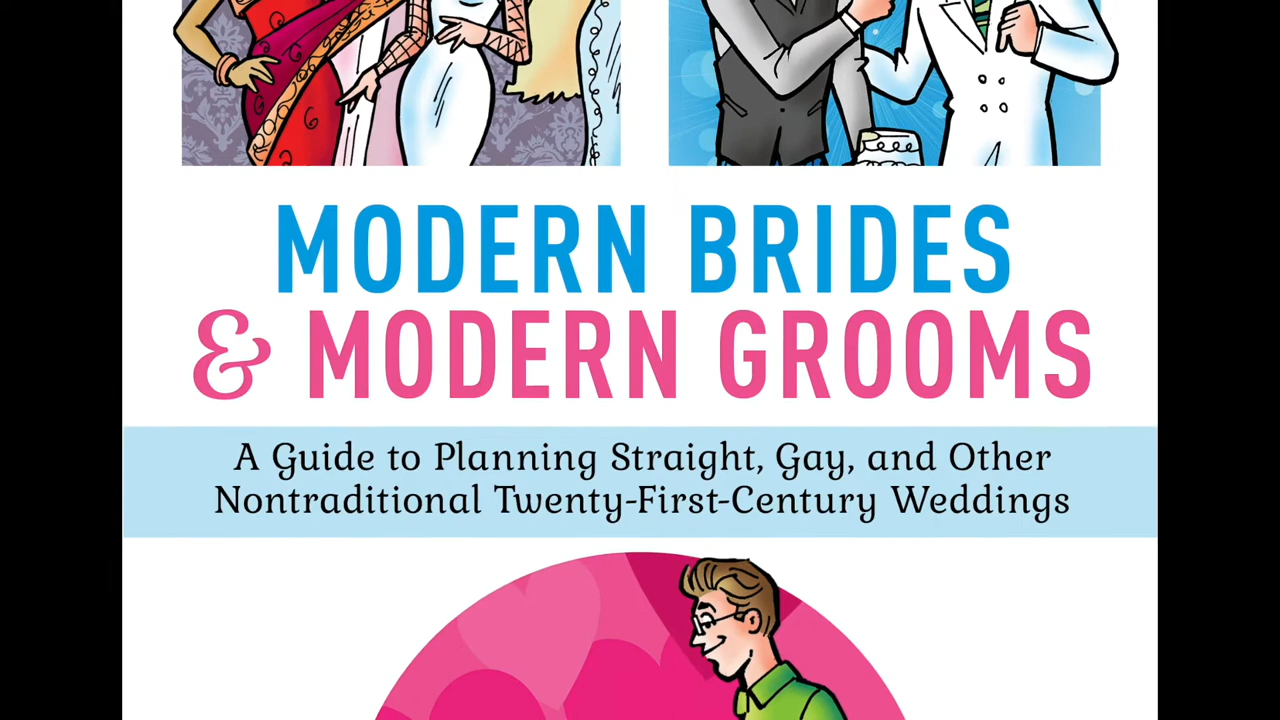 MODERN BRIDES
& MODERN GROOMS
A Guide to Planning Straight, Gay, and Other
Nontraditional Twenty-First-Century Weddings